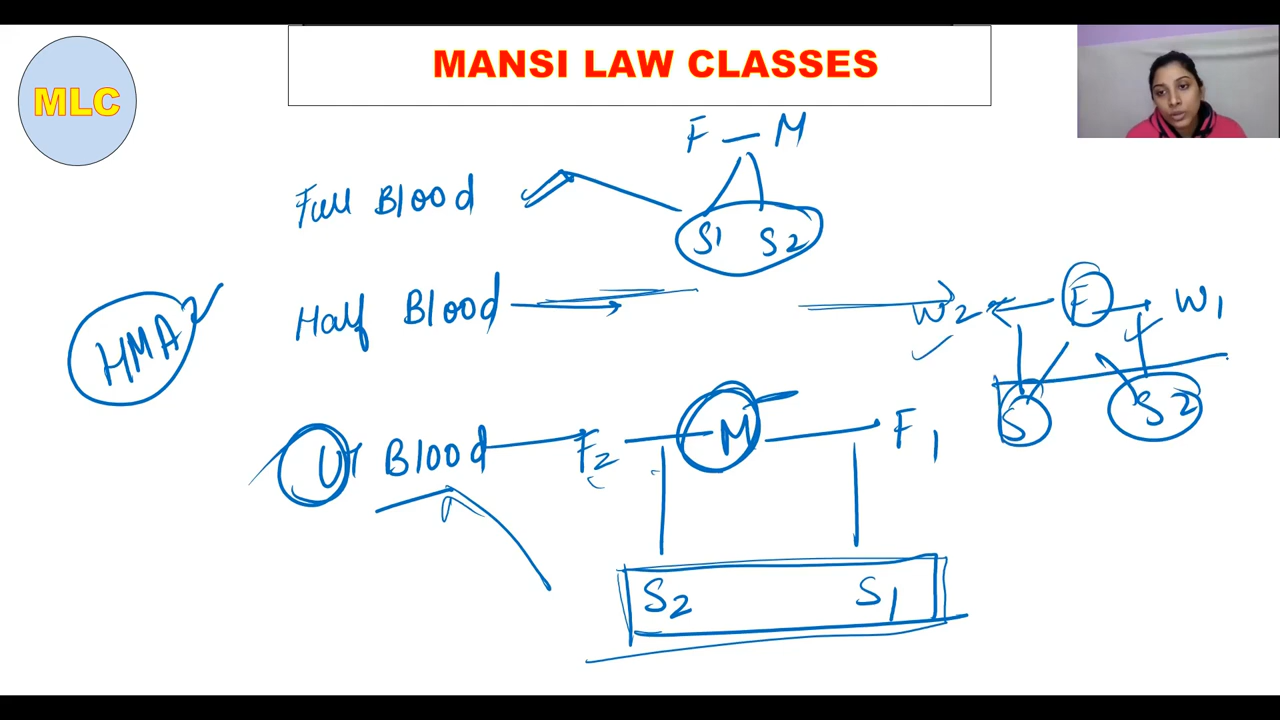 MANSI LAW CLASSES
MLC
F — M
Full Blood
S1 S2
Half Blood
W2 F W1
HMA
S S2
Ut Blood F2 M F1
S2 S1